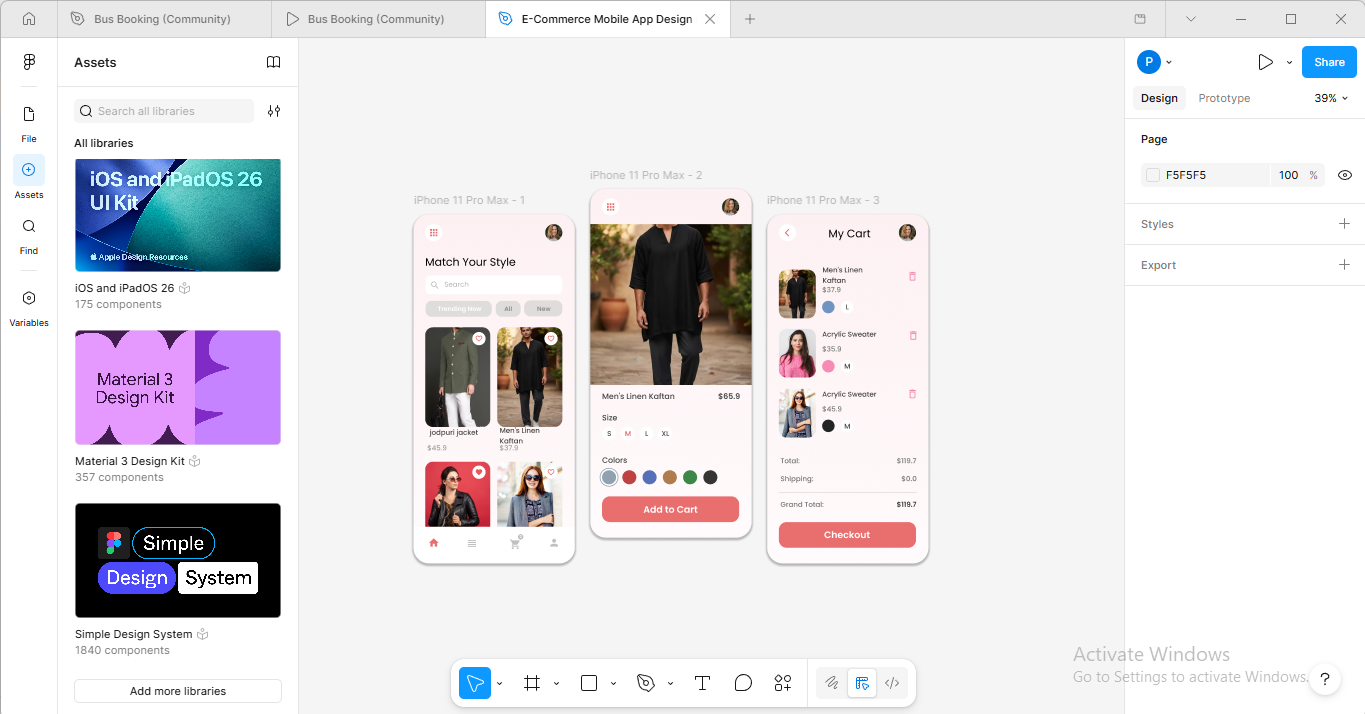 Bus Booking (Community)
Bus Booking (Community)
E-Commerce Mobile App Design
File
Assets
Find
Variables
Assets
Search all libraries
All libraries
iOS and iPadOS 26
UI Kit
Apple Design Resources
iOS and iPadOS 26
175 components
Material 3
Design Kit
Material 3 Design Kit
357 components
Simple
Design System
Simple Design System
1840 components
Add more libraries
iPhone 11 Pro Max - 1
Match Your Style
Search
Trending Now All New
jodpuri jacket
$45.9
Men's Linen
Kaftan
$37.9
iPhone 11 Pro Max - 2
Men's Linen Kaftan $65.9
Size
S M L XL
Colors
Add to Cart
iPhone 11 Pro Max - 3
My Cart
Men's Linen
Kaftan
$37.9
L
Acrylic Sweater
$35.9
M
Acrylic Sweater
$45.9
M
Total: $119.7
Shipping: $0.0
Grand Total: $119.7
Checkout
P
Share
Design Prototype 39%
Page
F5F5F5 100 %
Styles
Export
Activate Windows
Go to Settings to activate Windows.
?